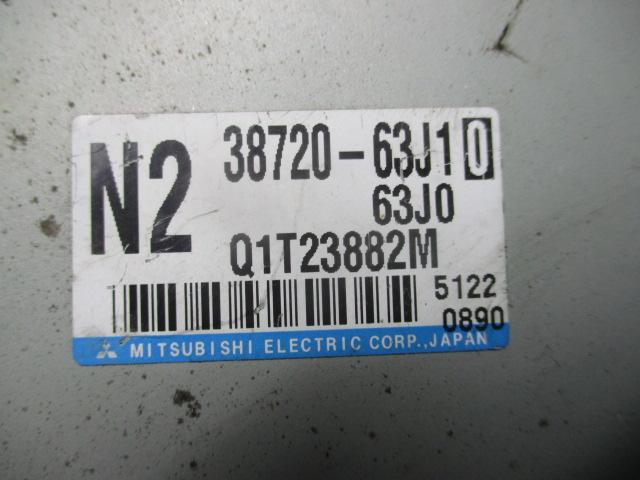 N2
38720-63J10
63J0
Q1T23882M
5122
0890
MITSUBISHI ELECTRIC CORP., JAPAN